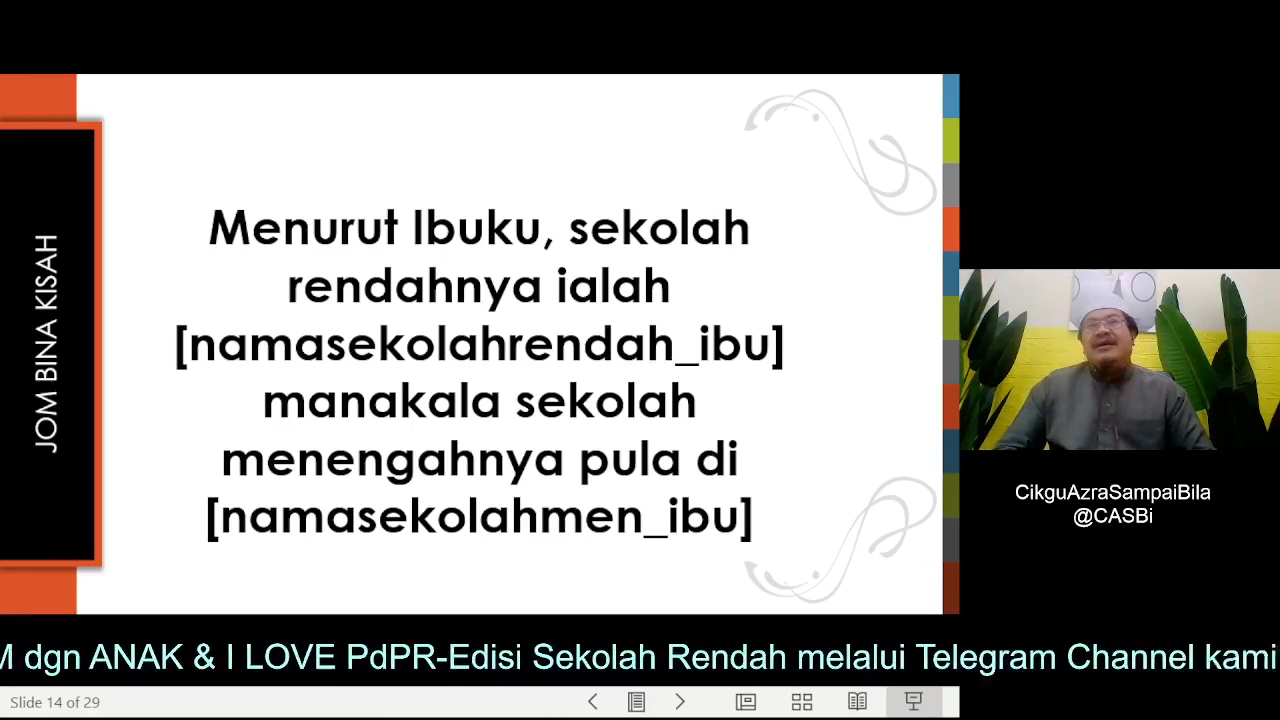 JOM BINA KISAH
Menurut Ibuku, sekolah
rendahnya ialah
[namasekolahrendah_ibu]
manakala sekolah
menengahnya pula di
[namasekolahmen_ibu]
CikguAzraSampaiBila
@CASBi
M dgn ANAK & I LOVE PdPR-Edisi Sekolah Rendah melalui Telegram Channel kami
Slide 14 of 29